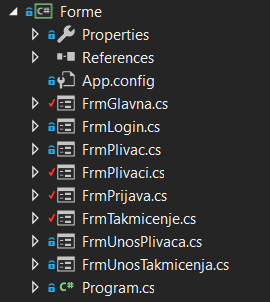 Forme
Properties
References
App.config
FrmGlavna.cs
FrmLogin.cs
FrmPlivac.cs
FrmPlivaci.cs
FrmPrijava.cs
FrmTakmicenje.cs
FrmUnosPlivaca.cs
FrmUnosTakmicenja.cs
C# Program.cs